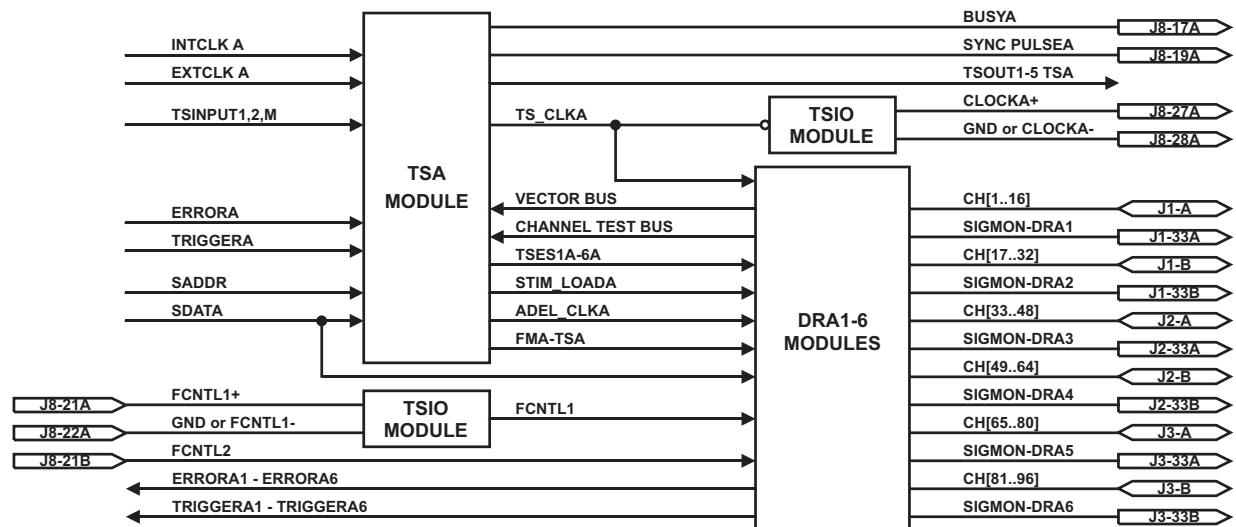 BUSYA J8-17A
INTCLK A SYNC PULSEA J8-19A
EXTCLK A TSOUT1-5 TSA
TSINPUT1,2,M TS_CLKA TSIO MODULE CLOCKA+ J8-27A
GND or CLOCKA- J8-28A
TSA MODULE
VECTOR BUS CH[1..16] J1-A
ERRORA CHANNEL TEST BUS SIGMON-DRA1 J1-33A
TRIGGERA TSES1A-6A CH[17..32] J1-B
SADDR STIM_LOADA SIGMON-DRA2 J1-33B
SDATA ADEL_CLKA DRA1-6 MODULES CH[33..48] J2-A
FMA-TSA SIGMON-DRA3 J2-33A
CH[49..64] J2-B
J8-21A FCNTL1+ TSIO MODULE FCNTL1 SIGMON-DRA4 J2-33B
J8-22A GND or FCNTL1- CH[65..80] J3-A
J8-21B FCNTL2 SIGMON-DRA5 J3-33A
ERRORA1 - ERRORA6 CH[81..96] J3-B
TRIGGERA1 - TRIGGERA6 SIGMON-DRA6 J3-33B